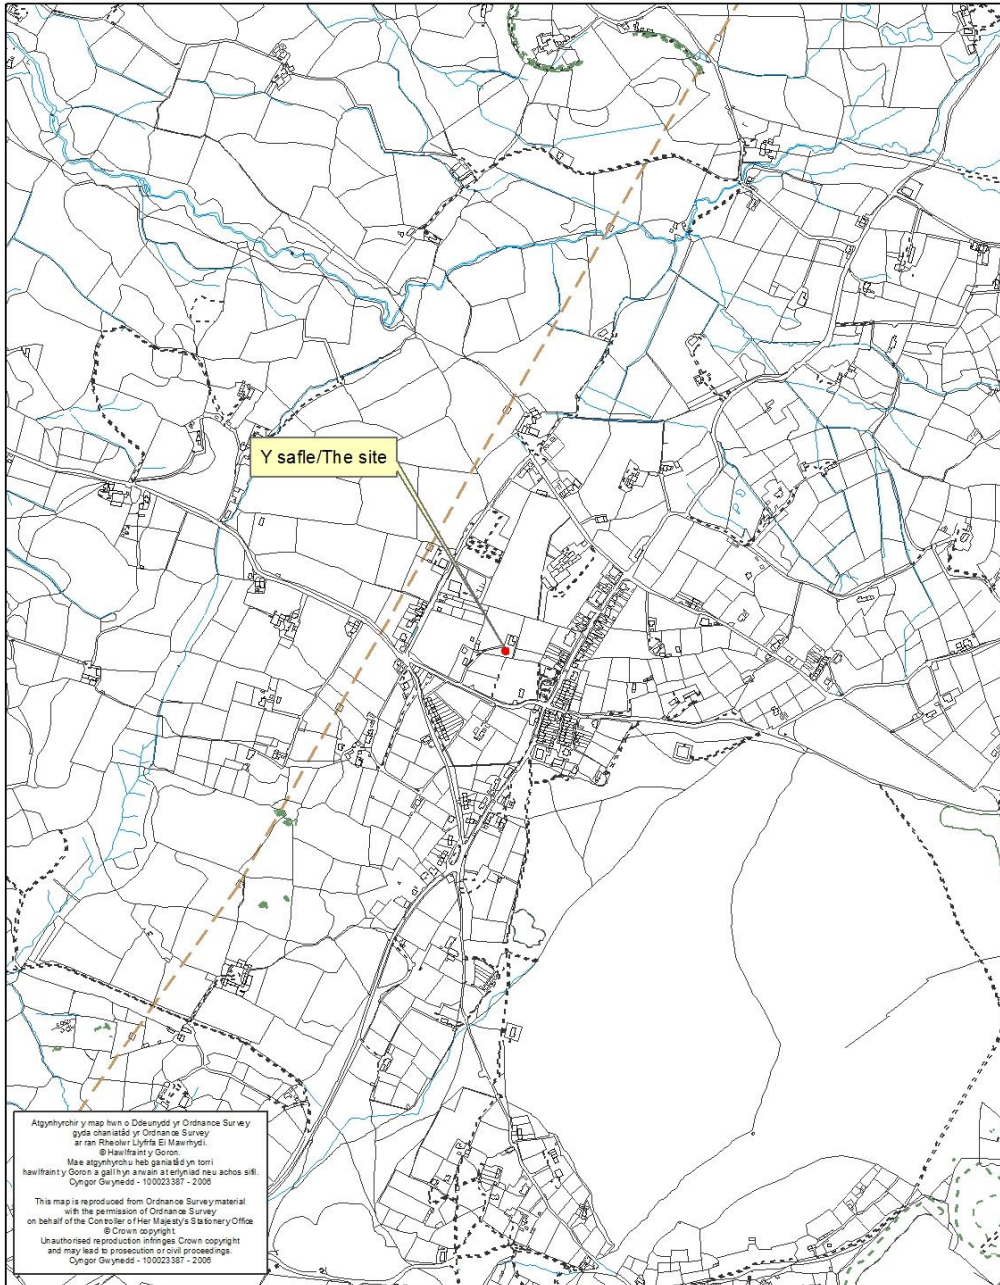 Y safle/The site
Atgynhyrchir y map hwn o Ddeunydd yr Ordnance Survey
gyda chaniatâd yr Ordnance Survey
ar ran Rheolwr Llyfrfa Ei Mawrhydi.
© Hawlfraint y Goron.
Mae atgynhyrchu heb ganiatâd yn torri
hawlfraint y Goron a gall hyn arwain at erlyniad neu achos sifil.
Cyngor Gwynedd - 100023387 - 2006
This map is reproduced from Ordnance Survey material
with the permission of Ordnance Survey
on behalf of the Controller of Her Majesty's Stationery Office
© Crown copyright.
Unauthorised reproduction infringes Crown copyright
and may lead to prosecution or civil proceedings.
Cyngor Gwynedd - 100023387 - 2006